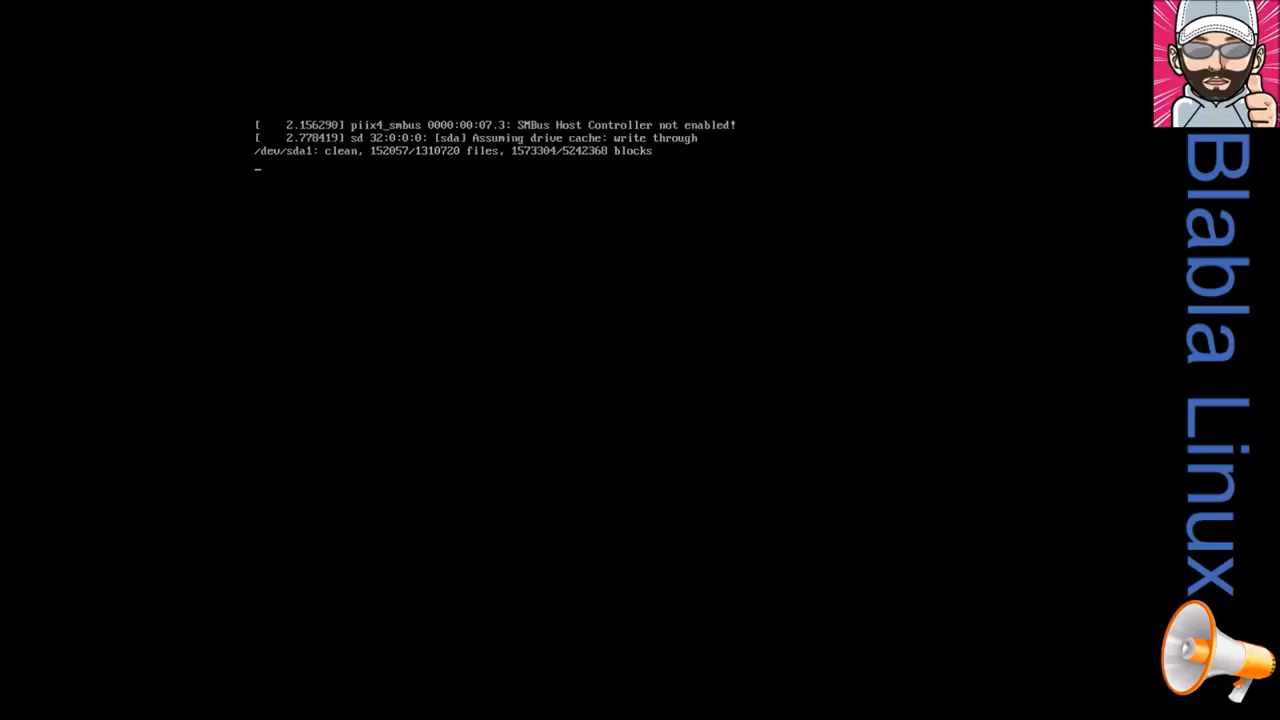 [    2.156290] piix4_smbus 0000:00:07.3: SMBus Host Controller not enabled!
[    2.778419] sd 32:0:0:0: [sda] Assuming drive cache: write through
/dev/sda1: clean, 152057/1310720 files, 1573304/5242368 blocks
_
Blabla Linux